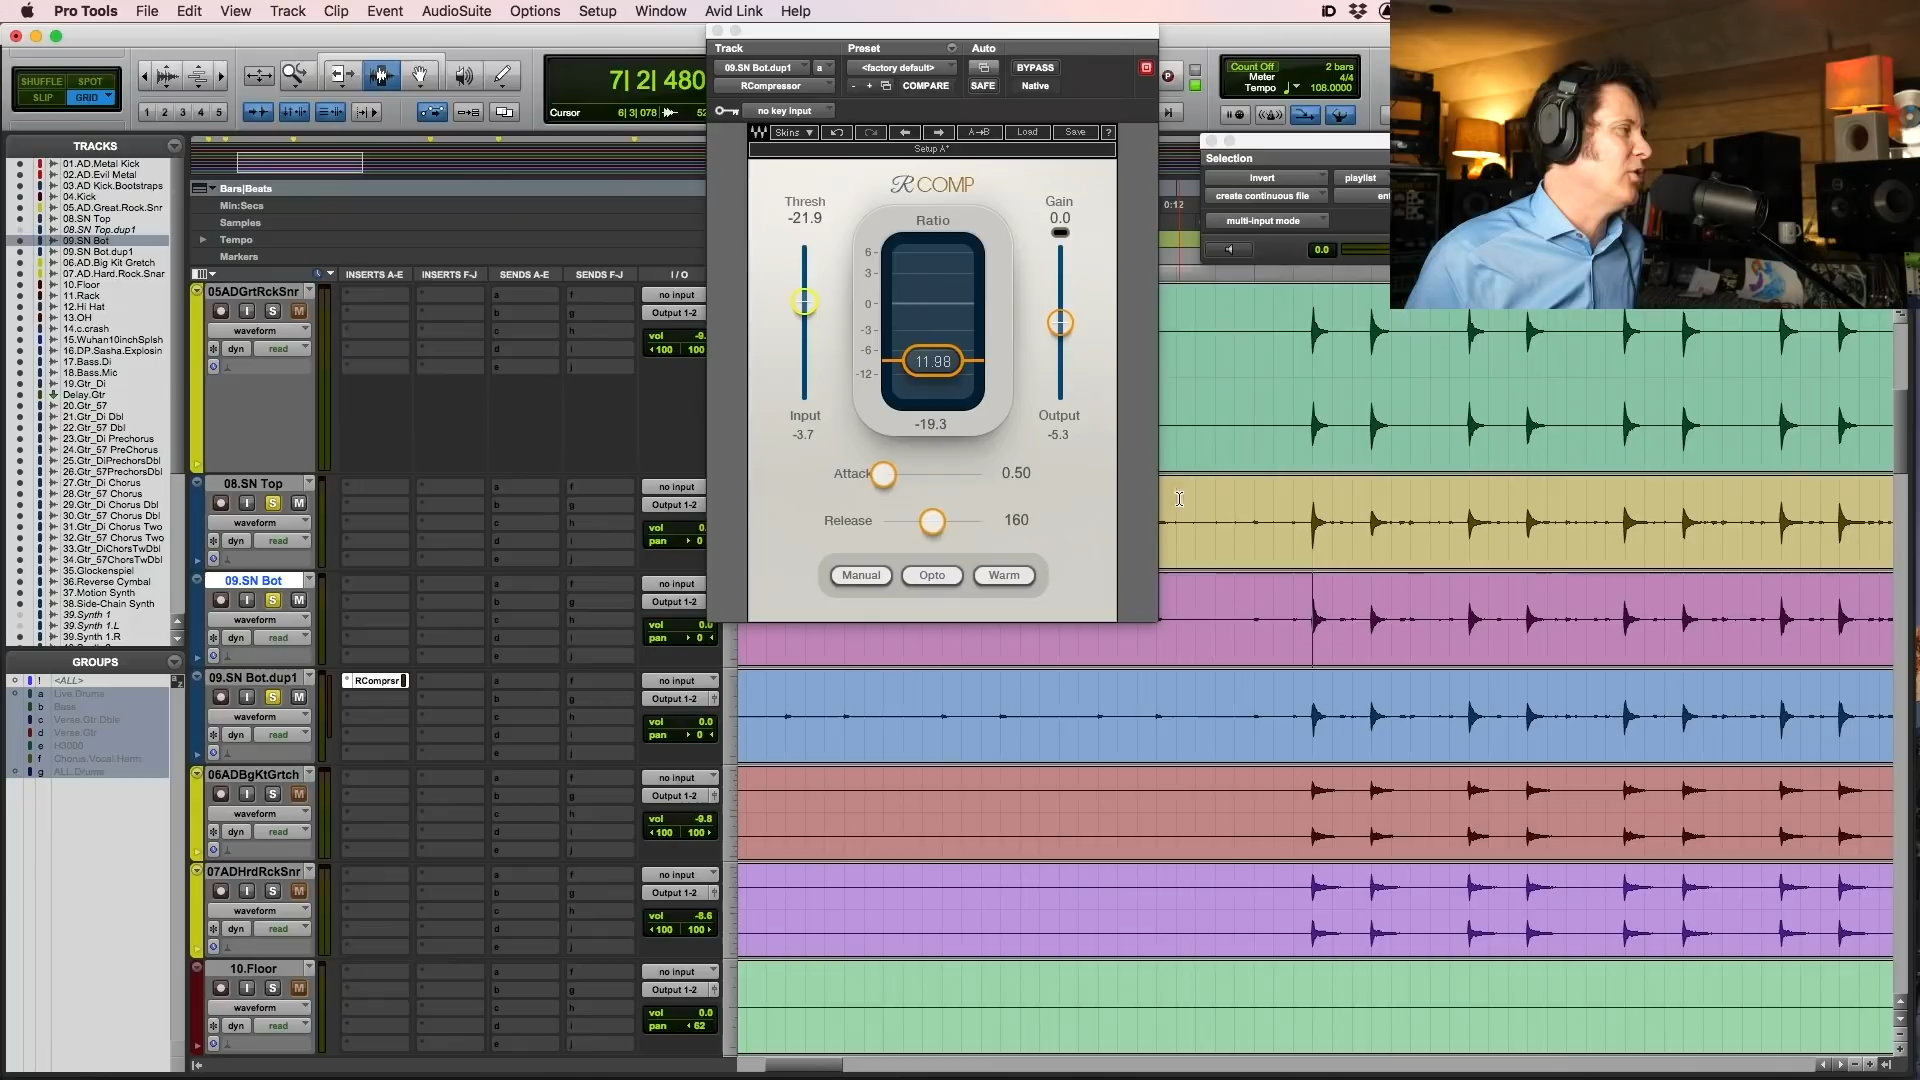 Pro Tools File Edit View Track Clip Event AudioSuite Options Setup Window Avid Link Help
SHUFFLE SPOT
SLIP GRID
1 2 3 4 5
7| 2| 480
Cursor 6| 3| 078
Count Off 2 bars
Meter 4/4
Tempo 108.0000
Track Preset Auto
09.SN Bot.dup1 a <factory default> BYPASS
RCompressor - + COMPARE SAFE Native
no key input
Skins A→B Load Save ?
Setup A*
R COMP
Thresh
-21.9
Ratio
Gain
0.0
6
3
0
-3
-6
-12
11.98
-19.3
Input
-3.7
Output
-5.3
Attack 0.50
Release 160
Manual Opto Warm
Selection
Invert playlist
create continuous file
multi-input mode
0.0
0:12
TRACKS
01.AD.Metal Kick
02.AD.Evil Metal
03.AD Kick.Bootstraps
04.Kick
05.AD.Great.Rock.Snr
08.SN Top
08.SN Top.dup1
09.SN Bot
09.SN Bot.dup1
06.AD.Big Kit Gretch
07.AD.Hard.Rock.Snar
10.Floor
11.Rack
12.Hi Hat
13.OH
14.c.crash
15.Wuhan10inchSplsh
16.DP.Sasha.Explosin
17.Bass.Di
18.Bass.Mic
19.Gtr_Di
Delay.Gtr
20.Gtr_57
21.Gtr_Di Dbl
22.Gtr_57 Dbl
23.Gtr_Di Prechorus
24.Gtr_57 PreChorus
25.Gtr_DiPrechorsDbl
26.Gtr_57PrechorsDbl
27.Gtr_Di Chorus
28.Gtr_57 Chorus
29.Gtr_Di Chorus Dbl
30.Gtr_57 Chorus Dbl
31.Gtr_Di Chorus Two
32.Gtr_57 Chorus Two
33.Gtr_DiChorsTwDbl
34.Gtr_57ChorsTwDbl
35.Glockenspiel
36.Reverse Cymbal
37.Motion Synth
38.Side-Chain Synth
39.Synth 1
39.Synth 1.L
39.Synth 1.R
GROUPS
! <ALL>
a Live.Drums
b Bass
c Verse.Gtr.Dble
d Verse.Gtr
e H3000
f Chorus.Vocal.Harm
g ALL.Drums
Bars|Beats
Min:Secs
Samples
Tempo
Markers
INSERTS A-E INSERTS F-J SENDS A-E SENDS F-J I / O
05ADGrtRckSnr
I S M
waveform
dyn read
a f no input
b g Output 1-2
c h vol -9.
d i 100 100
e j
08.SN Top
I S M
waveform
dyn read
a f no input
b g Output 1-2
c h vol 0.
d i pan 0
e j
09.SN Bot
I S M
waveform
dyn read
a f no input
b g Output 1-2
c h vol 0.0
d i pan 0
e j
09.SN Bot.dup1
I S M
waveform
dyn read
RComprsr
a f no input
b g Output 1-2
c h vol 0.0
d i pan 0
e j
06ADBgKtGrtch
I S M
waveform
dyn read
a f no input
b g Output 1-2
c h vol -9.8
d i 100 100
e j
07ADHrdRckSnr
I S M
waveform
dyn read
a f no input
b g Output 1-2
c h vol -8.6
d i 100 100
e j
10.Floor
I S M
waveform
dyn read
a f no input
b g Output 1-2
c h vol 0.0
d i pan 62
e j